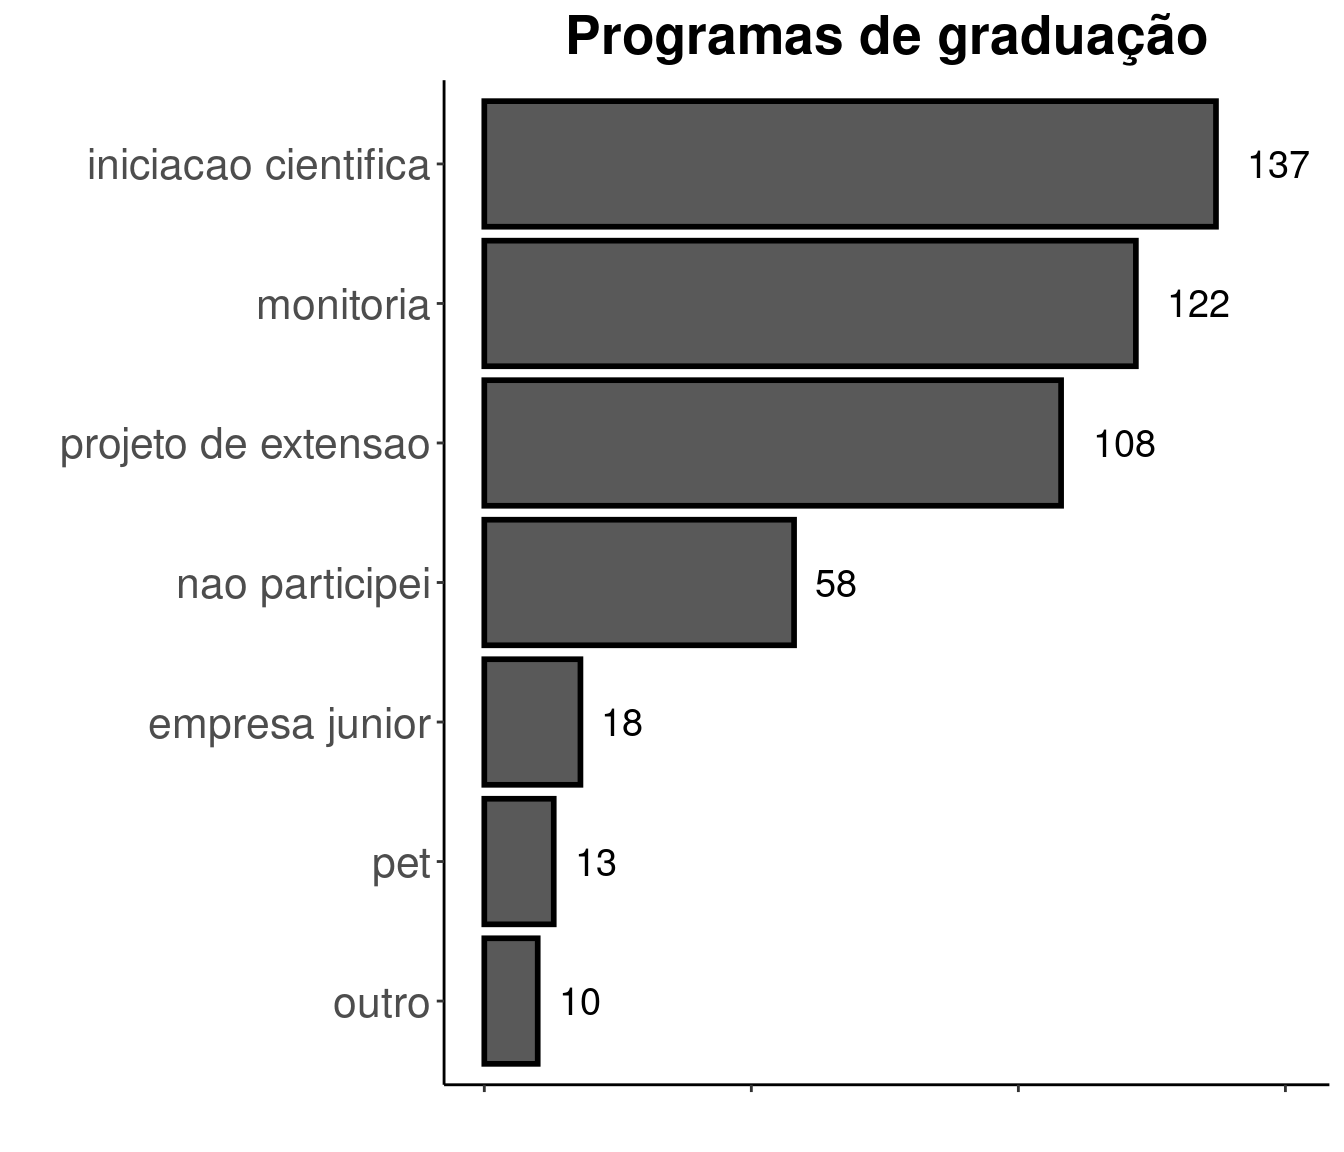 Programas de graduação
iniciacao cientifica 137
monitoria 122
projeto de extensao 108
nao participei 58
empresa junior 18
pet 13
outro 10